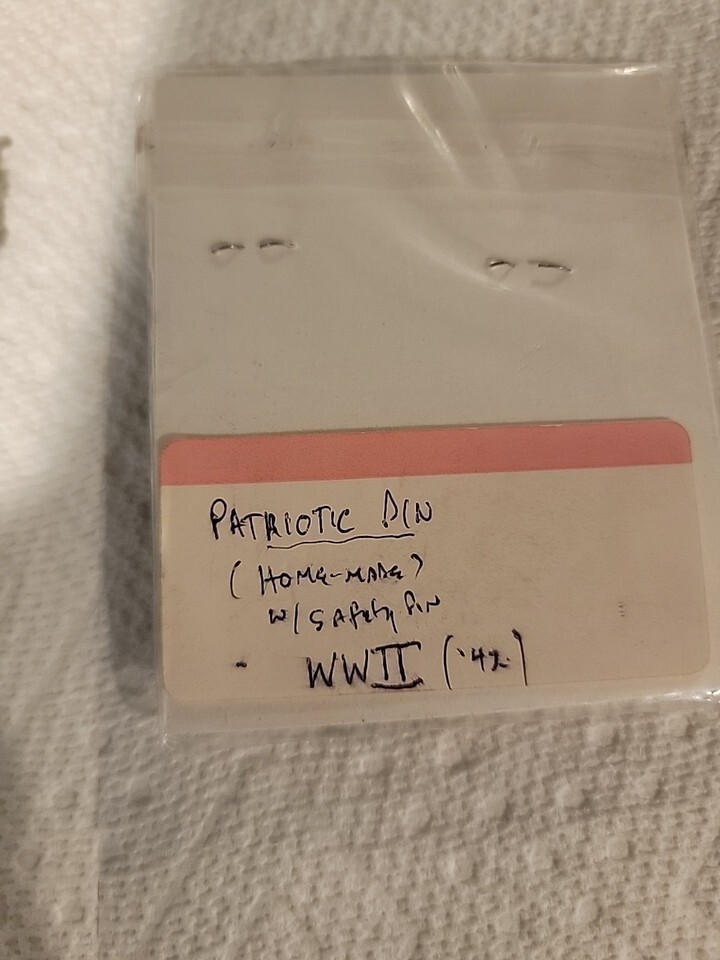 PATRIOTIC PIN
(HOME-MADE)
W/SAFETY PIN
- WWII ('42)